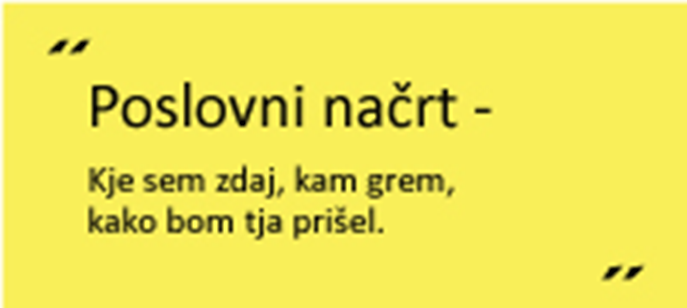 "
Poslovni načrt -
Kje sem zdaj, kam grem,
kako bom tja prišel.
"